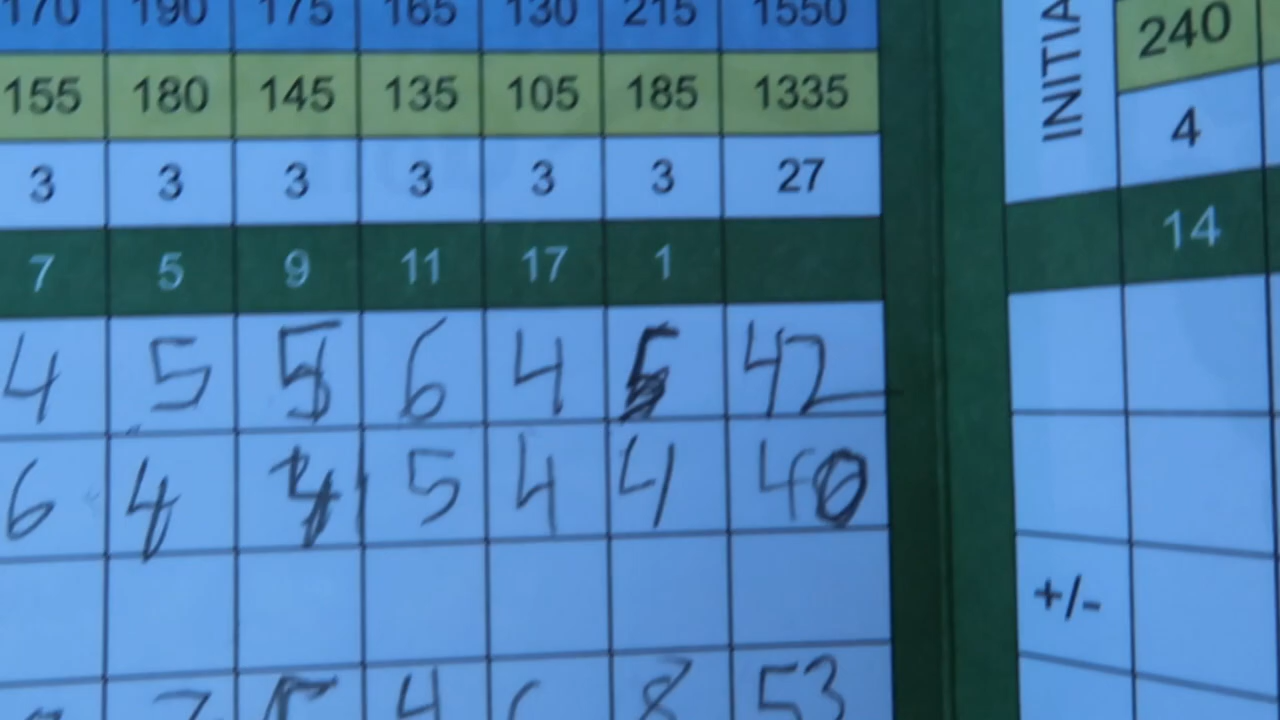 170 190 175 165 130 215 1550
155 180 145 135 105 185 1335
3 3 3 3 3 3 27
7 5 9 11 17 1
4 5 5 6 4 5 42
6 4 4 5 4 4 40
4 8 53
INITIA
240
4
14
+/-